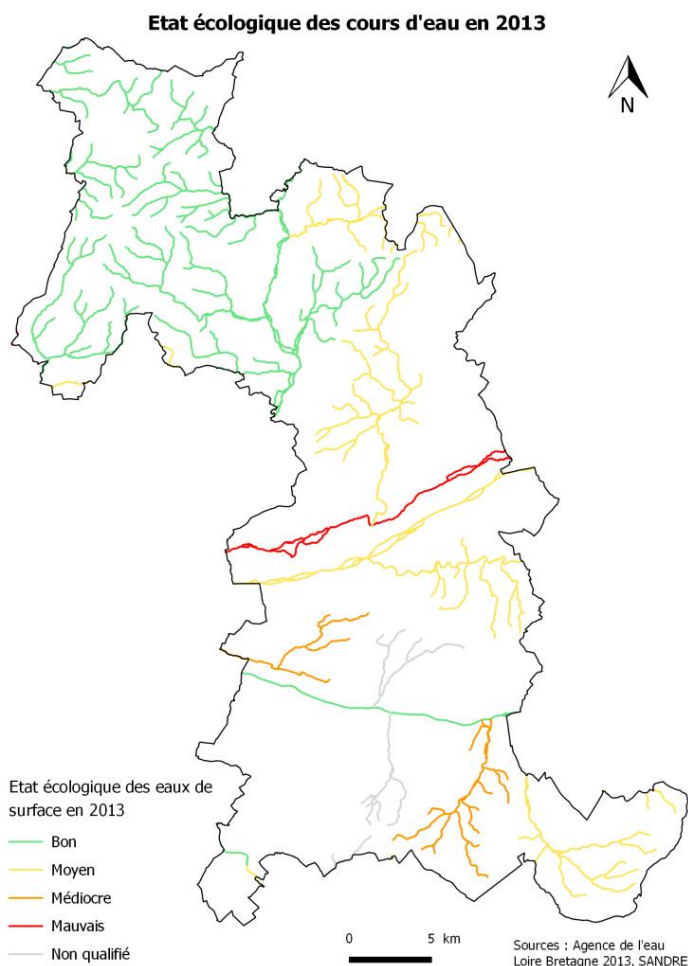 Etat écologique des cours d'eau en 2013
N
Etat écologique des eaux de
surface en 2013
Bon
Moyen
Médiocre
Mauvais
Non qualifié
0 5 km
Sources : Agence de l'eau
Loire Bretagne 2013, SANDRE